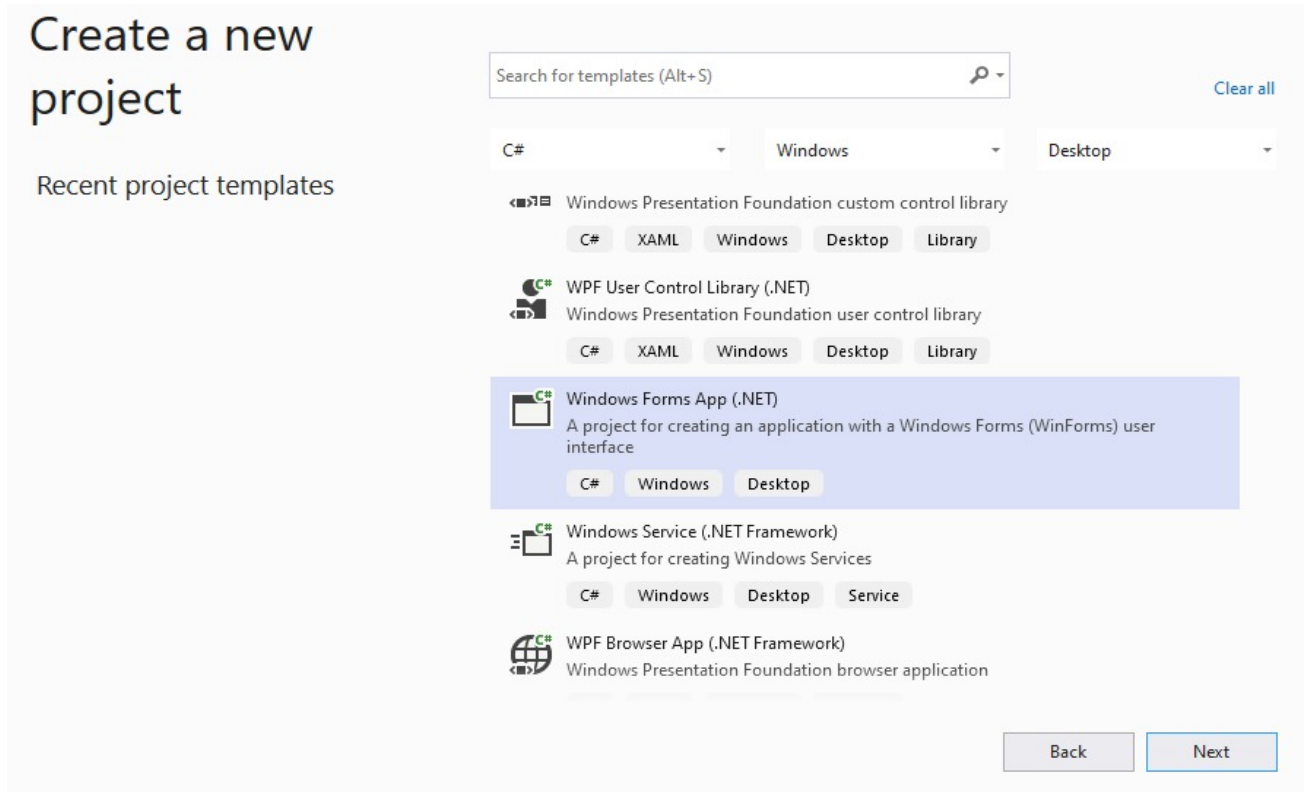 Create a new
project
Recent project templates
Search for templates (Alt+S)
Clear all
C# Windows Desktop
Windows Presentation Foundation custom control library
C# XAML Windows Desktop Library
C#
WPF User Control Library (.NET)
Windows Presentation Foundation user control library
C# XAML Windows Desktop Library
C#
Windows Forms App (.NET)
A project for creating an application with a Windows Forms (WinForms) user
interface
C# Windows Desktop
C#
Windows Service (.NET Framework)
A project for creating Windows Services
C# Windows Desktop Service
C#
WPF Browser App (.NET Framework)
Windows Presentation Foundation browser application
Back Next